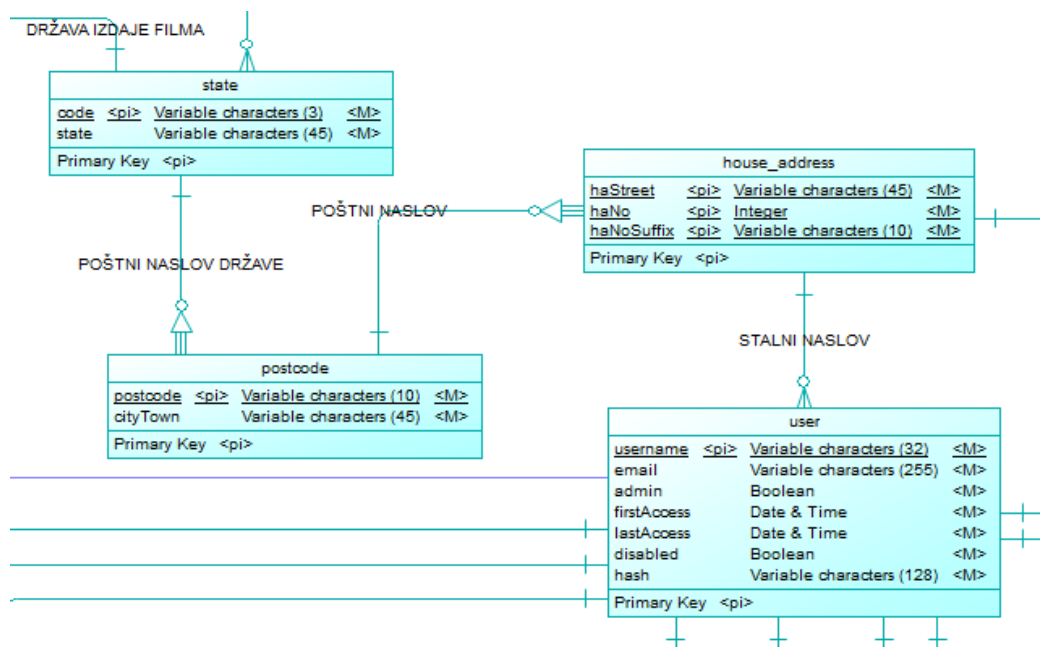 DRŽAVA IZDAJE FILMA
state
code <pi> Variable characters (3) <M>
state Variable characters (45) <M>
Primary Key <pi>
POŠTNI NASLOV DRŽAVE
POŠTNI NASLOV
house_address
haStreet <pi> Variable characters (45) <M>
haNo <pi> Integer <M>
haNoSuffix <pi> Variable characters (10) <M>
Primary Key <pi>
STALNI NASLOV
postcode
postcode <pi> Variable characters (10) <M>
cityTown Variable characters (45) <M>
Primary Key <pi>
user
username <pi> Variable characters (32) <M>
email Variable characters (255) <M>
admin Boolean <M>
firstAccess Date & Time <M>
lastAccess Date & Time <M>
disabled Boolean <M>
hash Variable characters (128) <M>
Primary Key <pi>